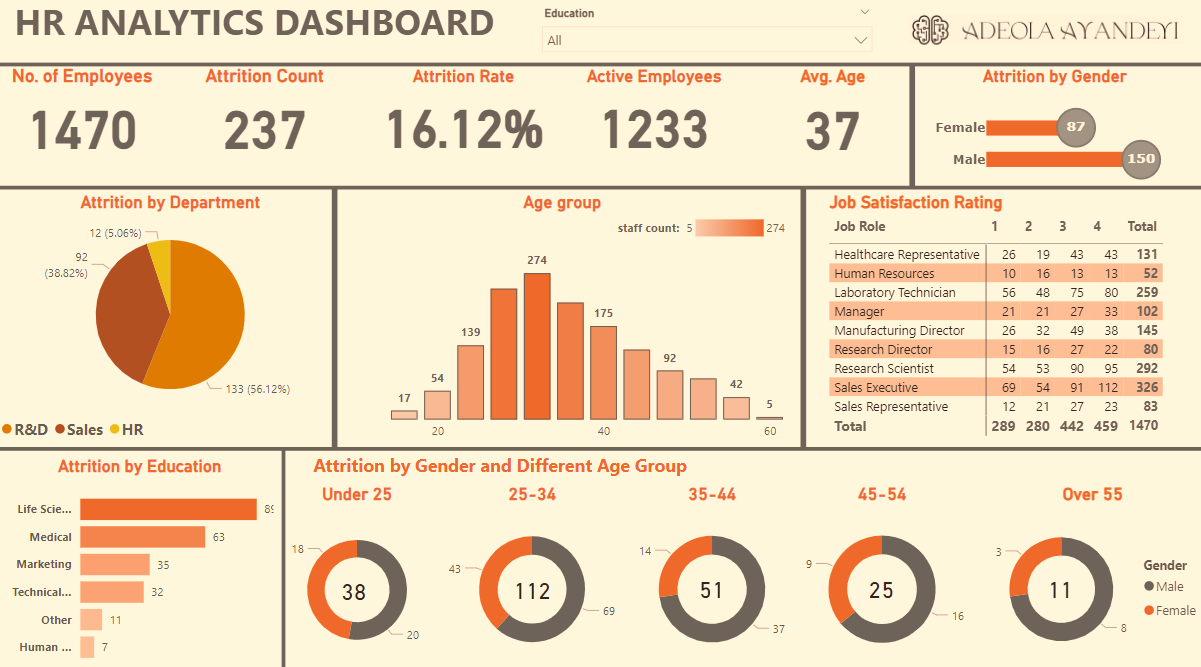 HR ANALYTICS DASHBOARD
Education
All
ADEOLA AYANDEYI
No. of Employees
1470
Attrition Count
237
Attrition Rate
16.12%
Active Employees
1233
Avg. Age
37
Attrition by Gender
Female 87
Male 150
Attrition by Department
12 (5.06%)
92
(38.82%)
133 (56.12%)
R&D Sales HR
Age group
staff count: 5 274
17
54
139
274
175
92
42
5
20 40 60
Job Satisfaction Rating
Job Role 1 2 3 4 Total
Healthcare Representative 26 19 43 43 131
Human Resources 10 16 13 13 52
Laboratory Technician 56 48 75 80 259
Manager 21 21 27 33 102
Manufacturing Director 26 32 49 38 145
Research Director 15 16 27 22 80
Research Scientist 54 53 90 95 292
Sales Executive 69 54 91 112 326
Sales Representative 12 21 27 23 83
Total 289 280 442 459 1470
Attrition by Education
Life Scie... 89
Medical 63
Marketing 35
Technical... 32
Other 11
Human ... 7
Attrition by Gender and Different Age Group
Under 25
18
38
20
25-34
43
112
69
35-44
14
51
37
45-54
9
25
16
Over 55
3
11
8
Gender
Male
Female